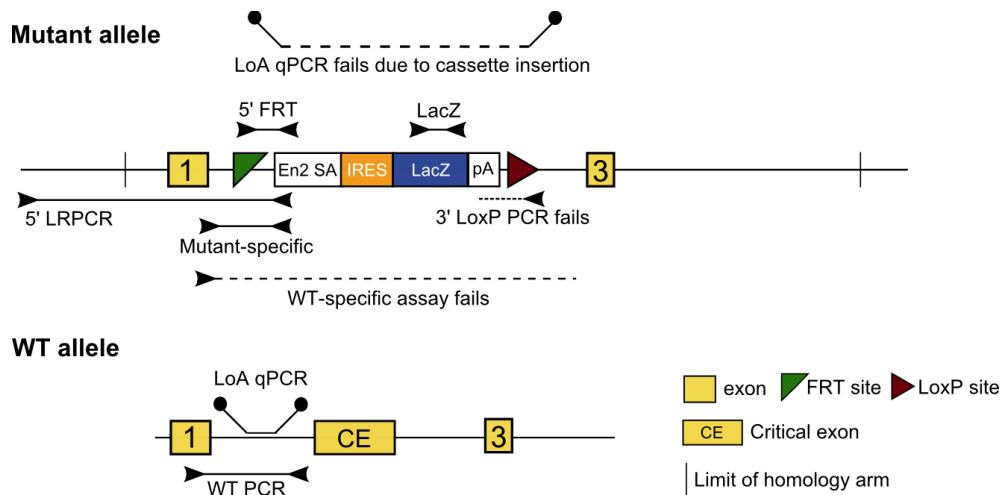 Mutant allele
LoA qPCR fails due to cassette insertion
5' FRT
LacZ
1
En2 SA
IRES
LacZ
pA
3
5' LRPCR
3' LoxP PCR fails
Mutant-specific
WT-specific assay fails
WT allele
LoA qPCR
1
CE
3
WT PCR
exon
FRT site
LoxP site
CE
Critical exon
Limit of homology arm